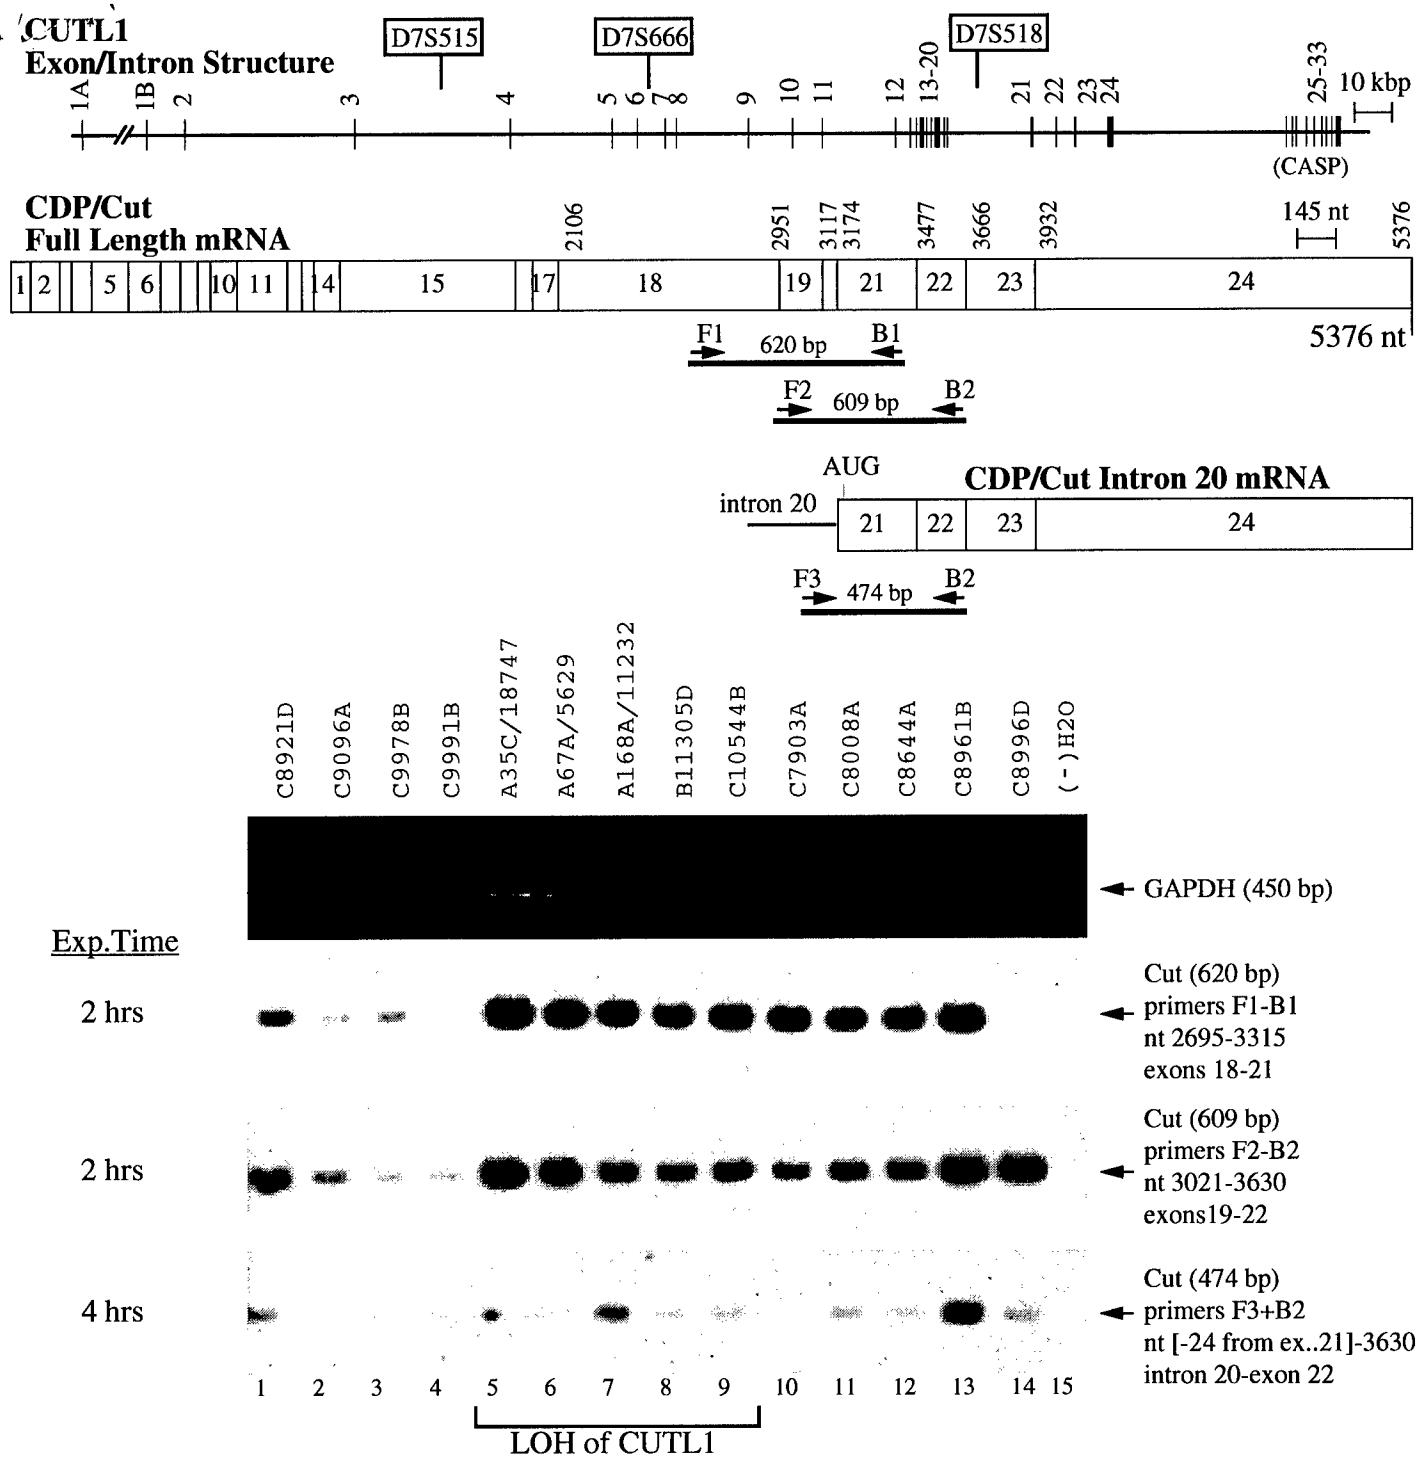 CUTL1
Exon/Intron Structure
D7S515
D7S666
D7S518
1A
1B
2
3
4
5
6
7
8
9
10
11
12
13-20
21
22
23
24
25-33
10 kbp
(CASP)
CDP/Cut
Full Length mRNA
2106
2951
3117
3174
3477
3666
3932
145 nt
5376
1 2 5 6 10 11 14 15 17 18 19 21 22 23 24
5376 nt
F1 620 bp B1
F2 609 bp B2
AUG
CDP/Cut Intron 20 mRNA
intron 20
21 22 23 24
F3 474 bp B2
C8921D
C9096A
C9978B
C9991B
A35C/18747
A67A/5629
A168A/11232
B11305D
C10544B
C7903A
C8008A
C8644A
C8961B
C8996D
(-)H2O
GAPDH (450 bp)
Exp.Time
2 hrs
Cut (620 bp)
primers F1-B1
nt 2695-3315
exons 18-21
2 hrs
Cut (609 bp)
primers F2-B2
nt 3021-3630
exons19-22
4 hrs
Cut (474 bp)
primers F3+B2
nt [-24 from ex..21]-3630
intron 20-exon 22
1 2 3 4 5 6 7 8 9 10 11 12 13 14 15
LOH of CUTL1